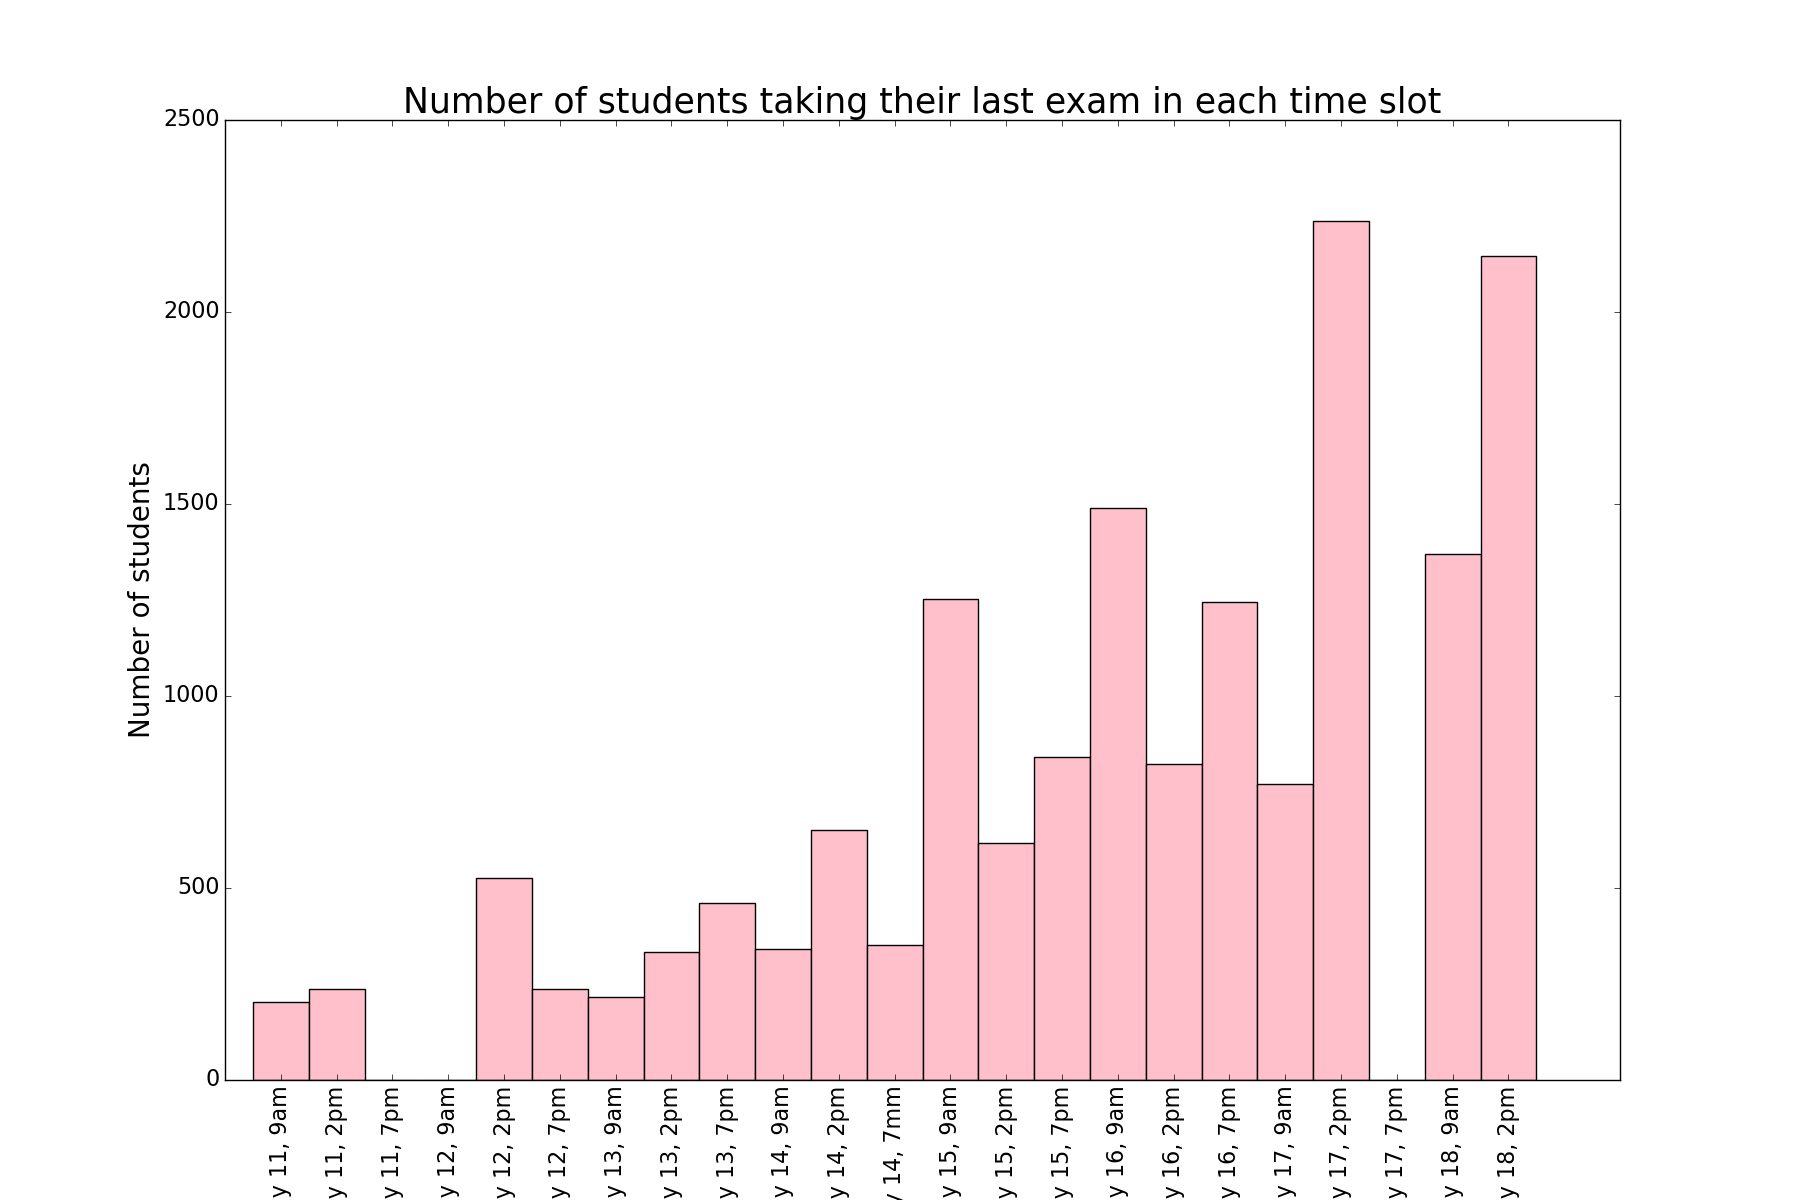 Number of students taking their last exam in each time slot
2500
2000
1500
1000
500
0
Number of students
y 11, 9am
y 11, 2pm
y 11, 7pm
y 12, 9am
y 12, 2pm
y 12, 7pm
y 13, 9am
y 13, 2pm
y 13, 7pm
y 14, 9am
y 14, 2pm
y 14, 7mm
y 15, 9am
y 15, 2pm
y 15, 7pm
y 16, 9am
y 16, 2pm
y 16, 7pm
y 17, 9am
y 17, 2pm
y 17, 7pm
y 18, 9am
y 18, 2pm